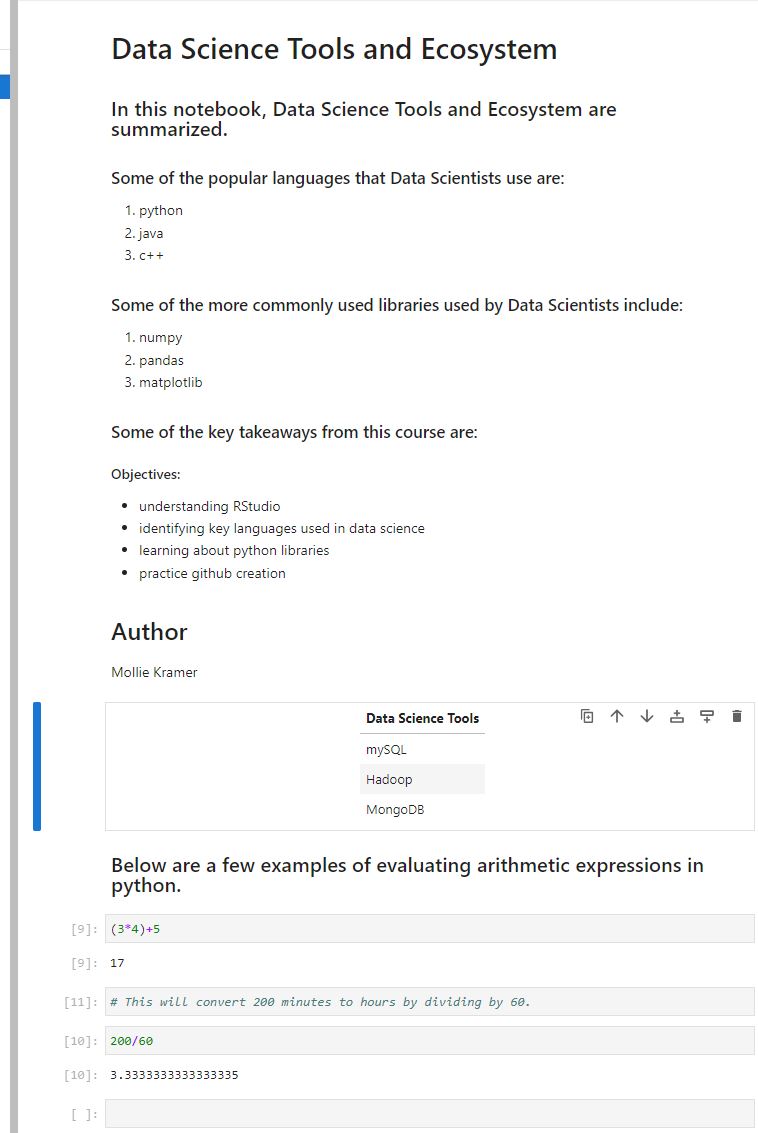 Data Science Tools and Ecosystem
In this notebook, Data Science Tools and Ecosystem are
summarized.
Some of the popular languages that Data Scientists use are:
1. python
2. java
3. c++
Some of the more commonly used libraries used by Data Scientists include:
1. numpy
2. pandas
3. matplotlib
Some of the key takeaways from this course are:
Objectives:
• understanding RStudio
• identifying key languages used in data science
• learning about python libraries
• practice github creation
Author
Mollie Kramer
Data Science Tools
mySQL
Hadoop
MongoDB
Below are a few examples of evaluating arithmetic expressions in
python.
[9]: (3*4)+5
[9]: 17
[11]: # This will convert 200 minutes to hours by dividing by 60.
[10]: 200/60
[10]: 3.3333333333333335
[ ]: